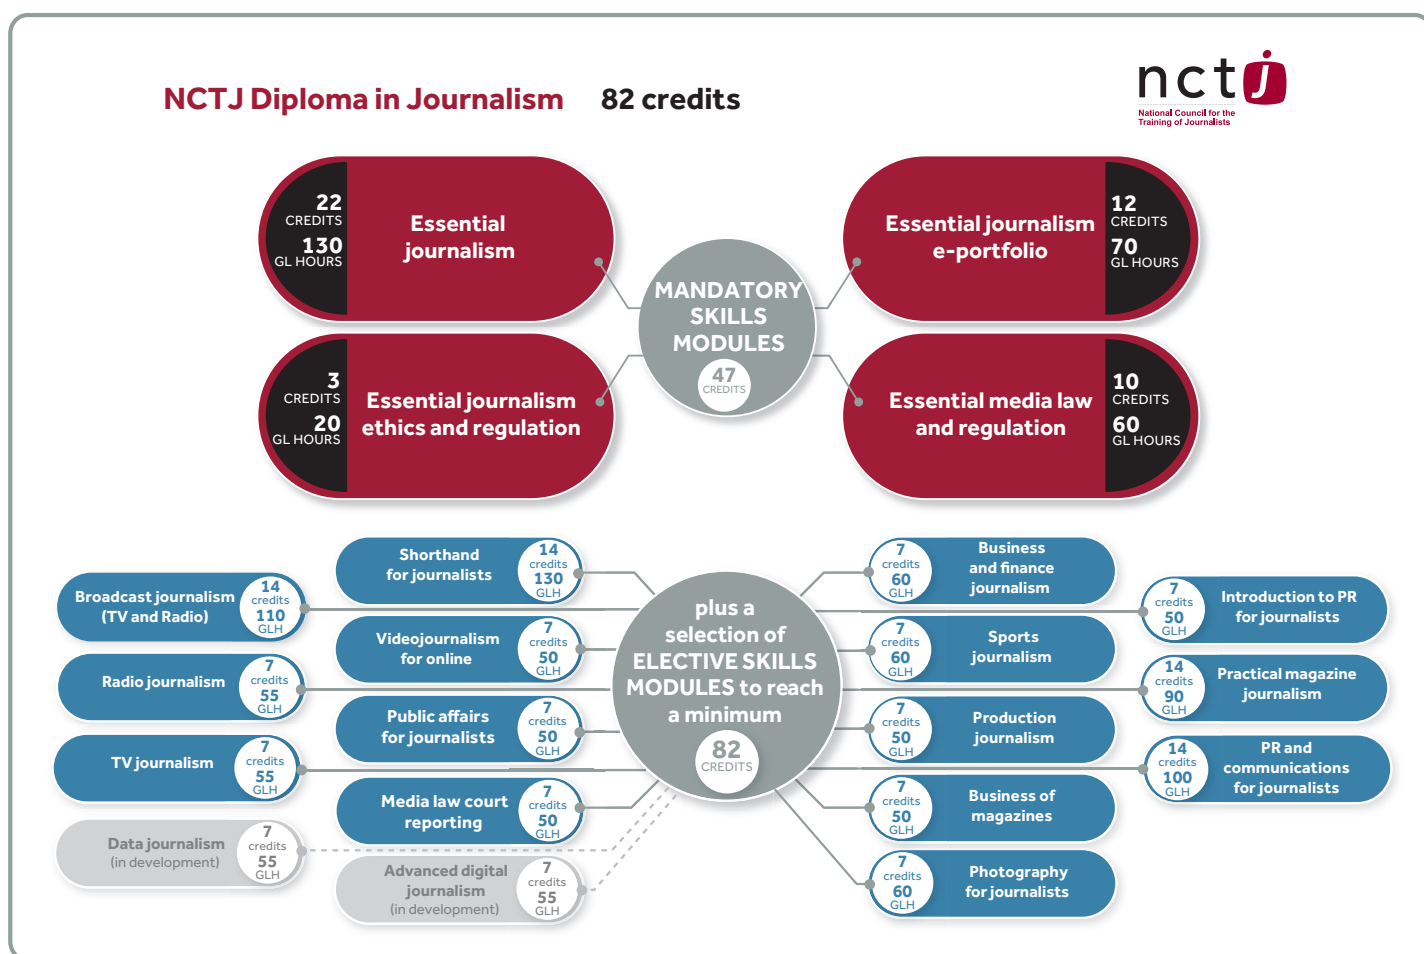 NCTJ Diploma in Journalism 82 credits
nctj
National Council for the
Training of Journalists
22
CREDITS
130
GL HOURS
Essential
journalism
Essential journalism
e-portfolio
12
CREDITS
70
GL HOURS
MANDATORY
SKILLS
MODULES
47
CREDITS
3
CREDITS
20
GL HOURS
Essential journalism
ethics and regulation
Essential media law
and regulation
10
CREDITS
60
GL HOURS
Shorthand
for journalists
14
credits
130
GLH
Broadcast journalism
(TV and Radio)
14
credits
110
GLH
Videojournalism
for online
7
credits
50
GLH
Radio journalism
7
credits
55
GLH
Public affairs
for journalists
7
credits
50
GLH
TV journalism
7
credits
55
GLH
Media law court
reporting
7
credits
50
GLH
Data journalism
(in development)
7
credits
55
GLH
Advanced digital
journalism
(in development)
7
credits
55
GLH
plus a
selection of
ELECTIVE SKILLS
MODULES to reach
a minimum
82
CREDITS
7
credits
60
GLH
Business
and finance
journalism
7
credits
50
GLH
Introduction to PR
for journalists
7
credits
60
GLH
Sports
journalism
14
credits
90
GLH
Practical magazine
journalism
7
credits
50
GLH
Production
journalism
14
credits
100
GLH
PR and
communications
for journalists
7
credits
50
GLH
Business of
magazines
7
credits
60
GLH
Photography
for journalists